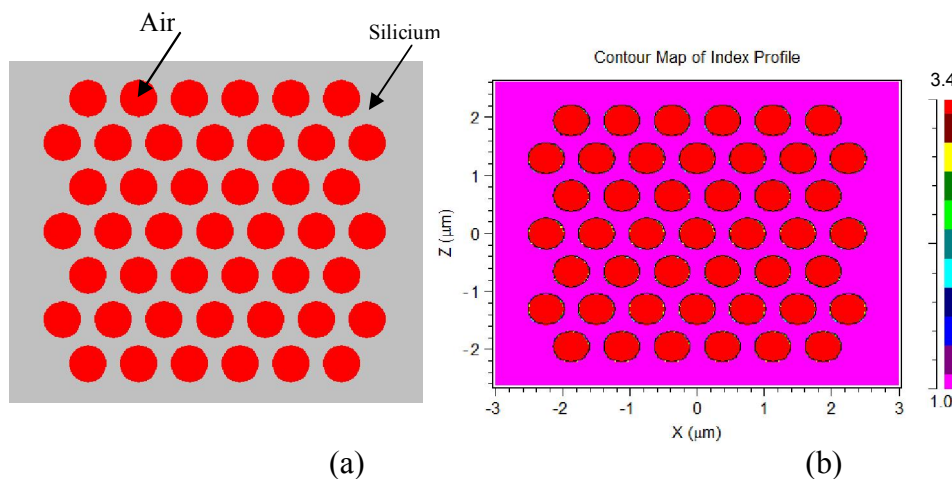 Air
Silicium
(a)
Contour Map of Index Profile
3.4
2
1
0
-1
-2
Z (µm)
-3
-2
-1
0
1
2
3
X (µm)
1.0
(b)